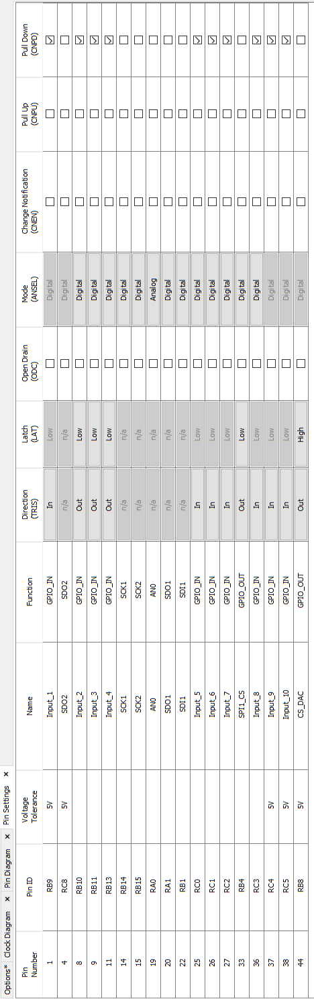 Options* Clock Diagram × Pin Diagram × Pin Settings ×
Pin Number Pin ID Voltage Tolerance Name Function Direction (TRIS) Latch (LAT) Open Drain (ODC) Mode (ANSEL) Change Notification (CNEN) Pull Up (CNPU) Pull Down (CNPD)
1 RB9 5V Input_1 GPIO_IN In Low Digital
4 RC8 5V SDO2 SDO2 n/a n/a Digital
8 RB10 Input_2 GPIO_IN Out Low Digital
9 RB11 Input_3 GPIO_IN Out Low Digital
11 RB13 Input_4 GPIO_IN Out Low Digital
14 RB14 SCK1 SCK1 n/a n/a Digital
15 RB15 SCK2 SCK2 n/a n/a Digital
19 RA0 AN0 AN0 n/a n/a Analog
20 RA1 SDO1 SDO1 n/a n/a Digital
22 RB1 SDI1 SDI1 n/a n/a Digital
25 RC0 Input_5 GPIO_IN In Low Digital
26 RC1 Input_6 GPIO_IN In Low Digital
27 RC2 Input_7 GPIO_IN In Low Digital
33 RB4 SPI1_CS GPIO_OUT Out Low Digital
36 RC3 Input_8 GPIO_IN In Low Digital
37 RC4 5V Input_9 GPIO_IN In Low Digital
38 RC5 5V Input_10 GPIO_IN In Low Digital
44 RB8 5V CS_DAC GPIO_OUT Out High Digital